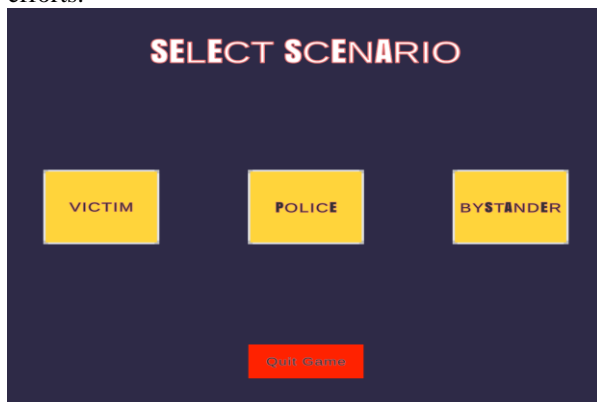 efforts.
SELECT SCENARIO
VICTIM POLICE BYSTANDER
Quit Game